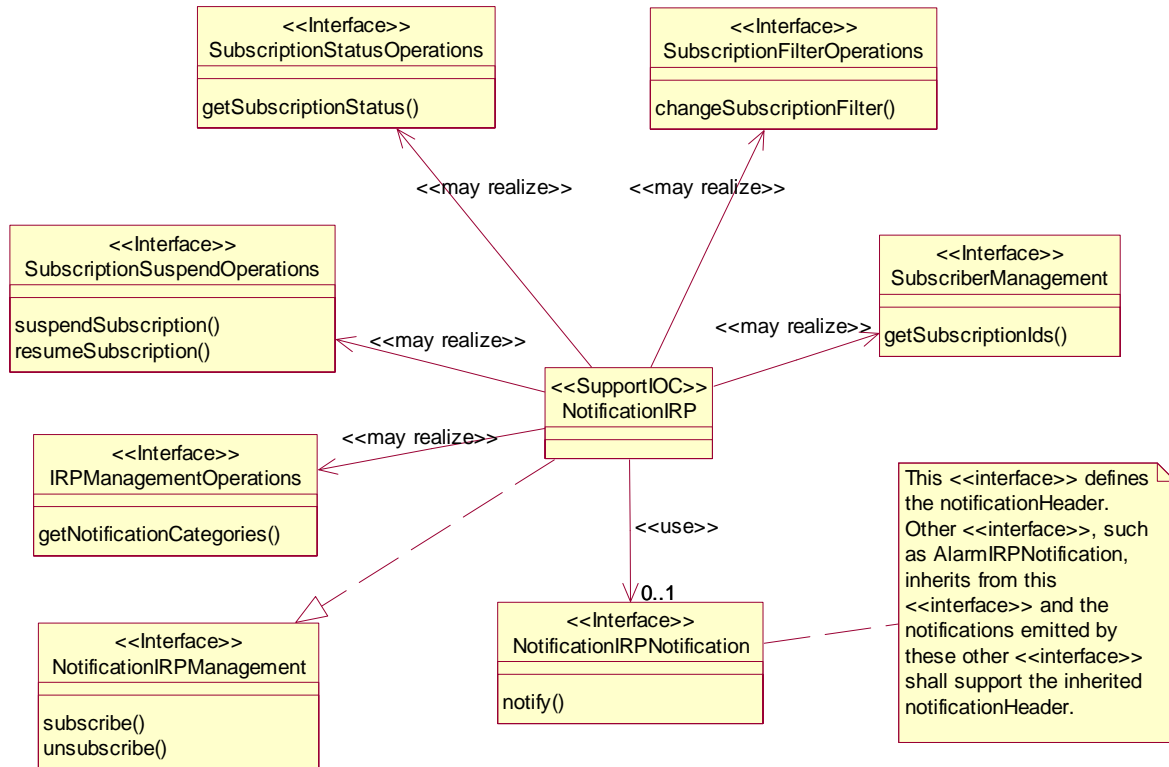 <<Interface>>
SubscriptionStatusOperations
getSubscriptionStatus()
<<Interface>>
SubscriptionFilterOperations
changeSubscriptionFilter()
<<may realize>>
<<may realize>>
<<Interface>>
SubscriptionSuspendOperations
suspendSubscription()
resumeSubscription()
<<Interface>>
SubscriberManagement
getSubscriptionIds()
<<may realize>>
<<may realize>>
<<SupportIOC>>
NotificationIRP
<<may realize>>
<<Interface>>
IRPManagementOperations
getNotificationCategories()
<<use>>
0..1
<<Interface>>
NotificationIRPManagement
subscribe()
unsubscribe()
<<Interface>>
NotificationIRPNotification
notify()
This <<interface>> defines
the notificationHeader.
Other <<interface>>, such
as AlarmIRPNotification,
inherits from this
<<interface>> and the
notifications emitted by
these other <<interface>>
shall support the inherited
notificationHeader.